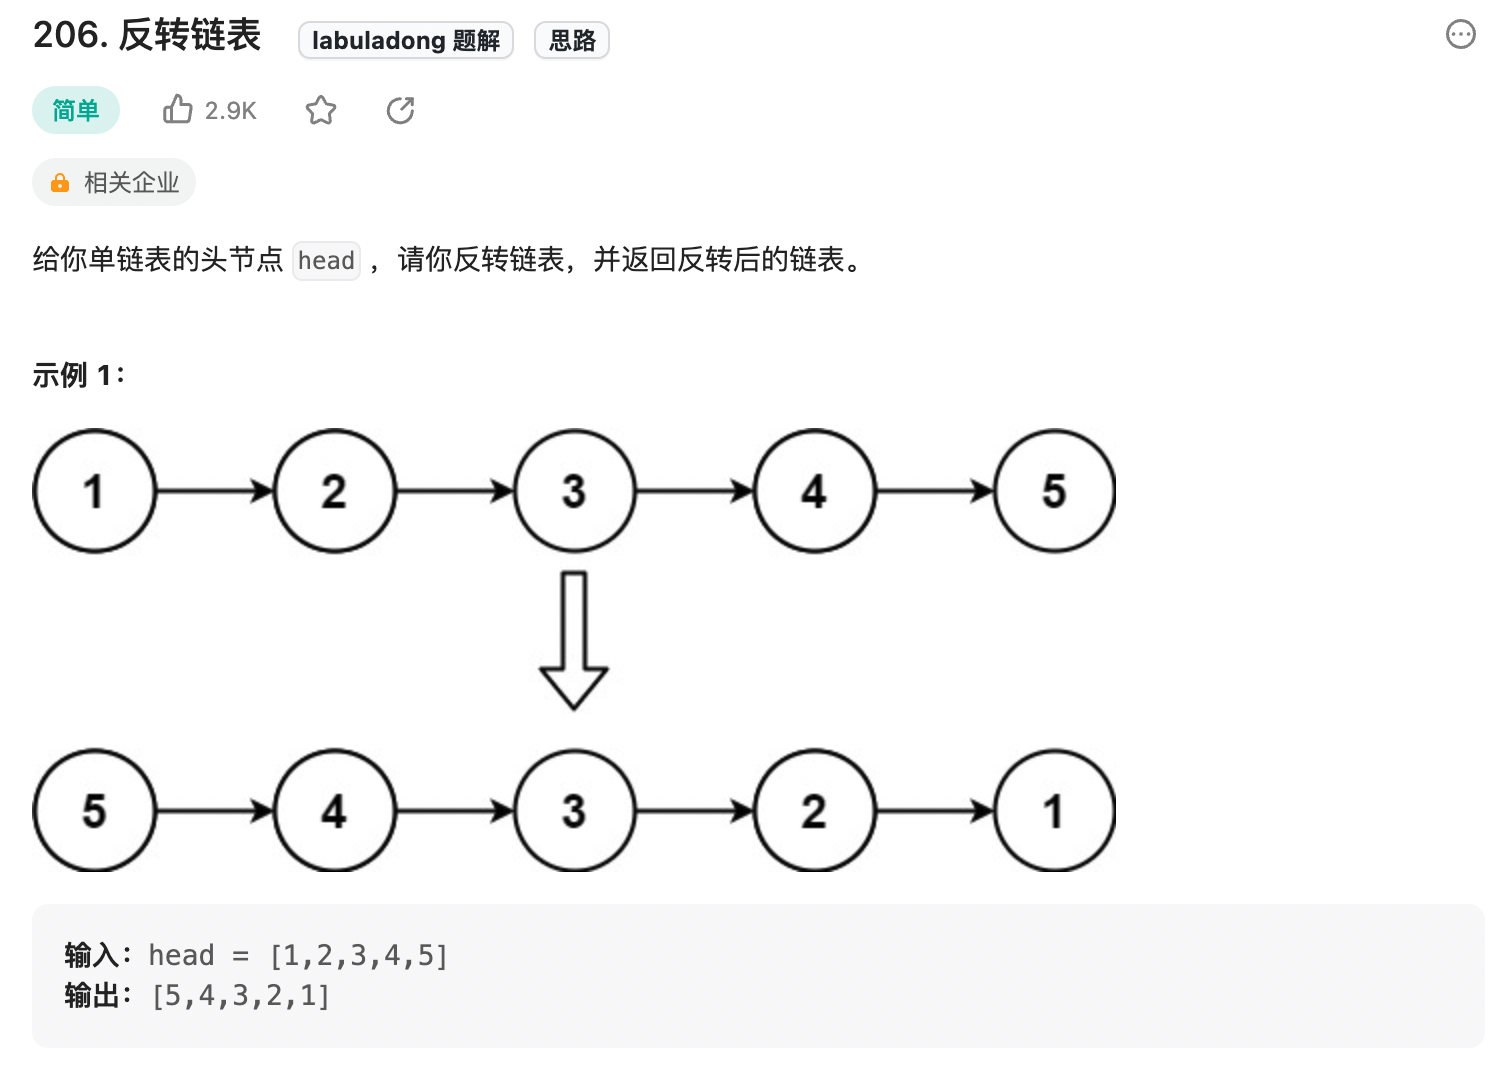 206. 反转链表 labuladong 题解 思路
简单 2.9K
相关企业
给你单链表的头节点 head ，请你反转链表，并返回反转后的链表。
示例 1：
1 2 3 4 5
5 4 3 2 1
输入：head = [1,2,3,4,5]
输出：[5,4,3,2,1]